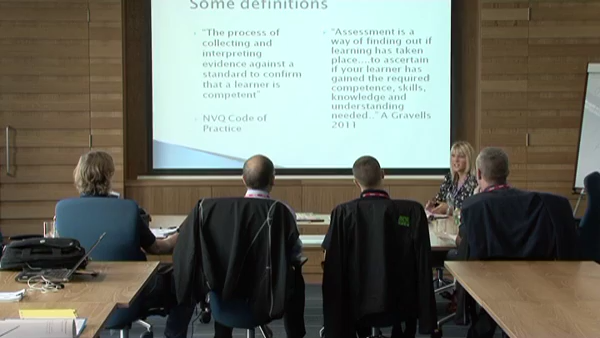 Some definitions
"The process of
collecting and
interpreting
evidence against a
standard to confirm
that a learner is
competent"
NVQ Code of
Practice
"Assessment is a
way of finding out if
learning has taken
place....to ascertain
if your learner has
gained the required
competence, skills,
knowledge and
understanding
needed.." A Gravells
2011